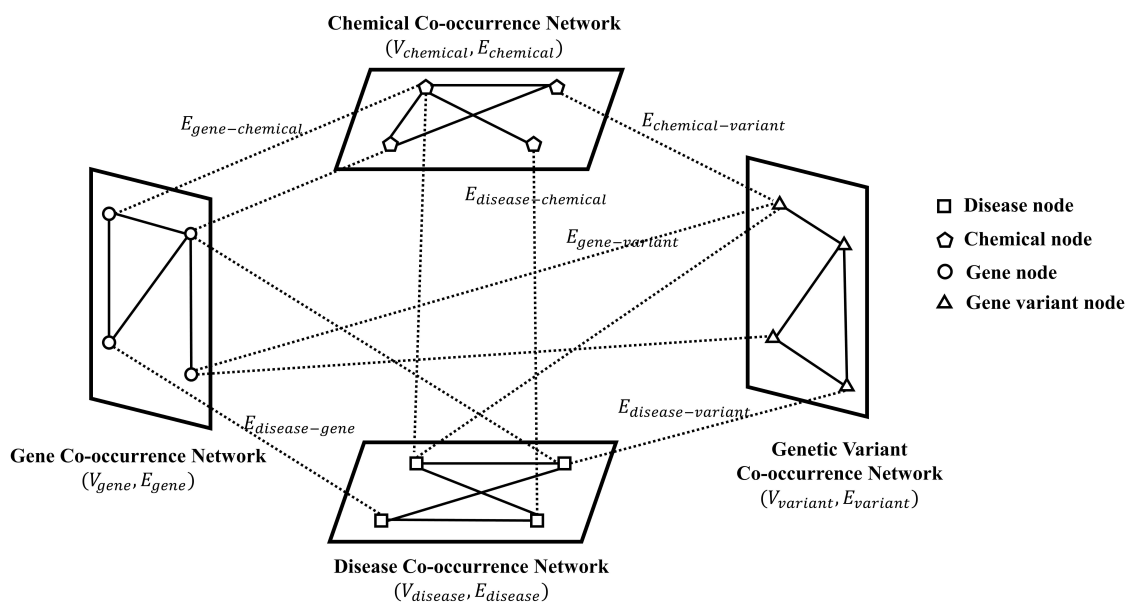 Chemical Co-occurrence Network
(V_chemical, E_chemical)
E_gene−chemical
E_chemical−variant
E_disease−chemical
E_gene−variant
Disease node
Chemical node
Gene node
Gene variant node
E_disease−variant
E_disease−gene
Gene Co-occurrence Network
(V_gene, E_gene)
Genetic Variant
Co-occurrence Network
(V_variant, E_variant)
Disease Co-occurrence Network
(V_disease, E_disease)